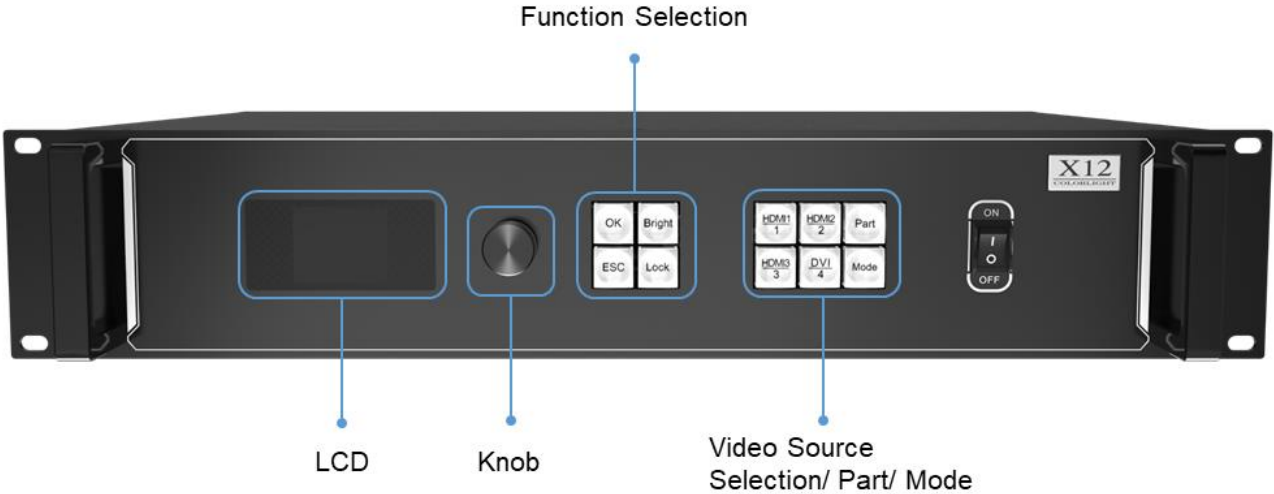 Function Selection
X12
COLORLIGHT
OK
Bright
ESC
Lock
HDMI1
1
HDMI2
2
Part
HDMI3
3
DVI
4
Mode
ON
I
O
OFF
LCD
Knob
Video Source
Selection/ Part/ Mode